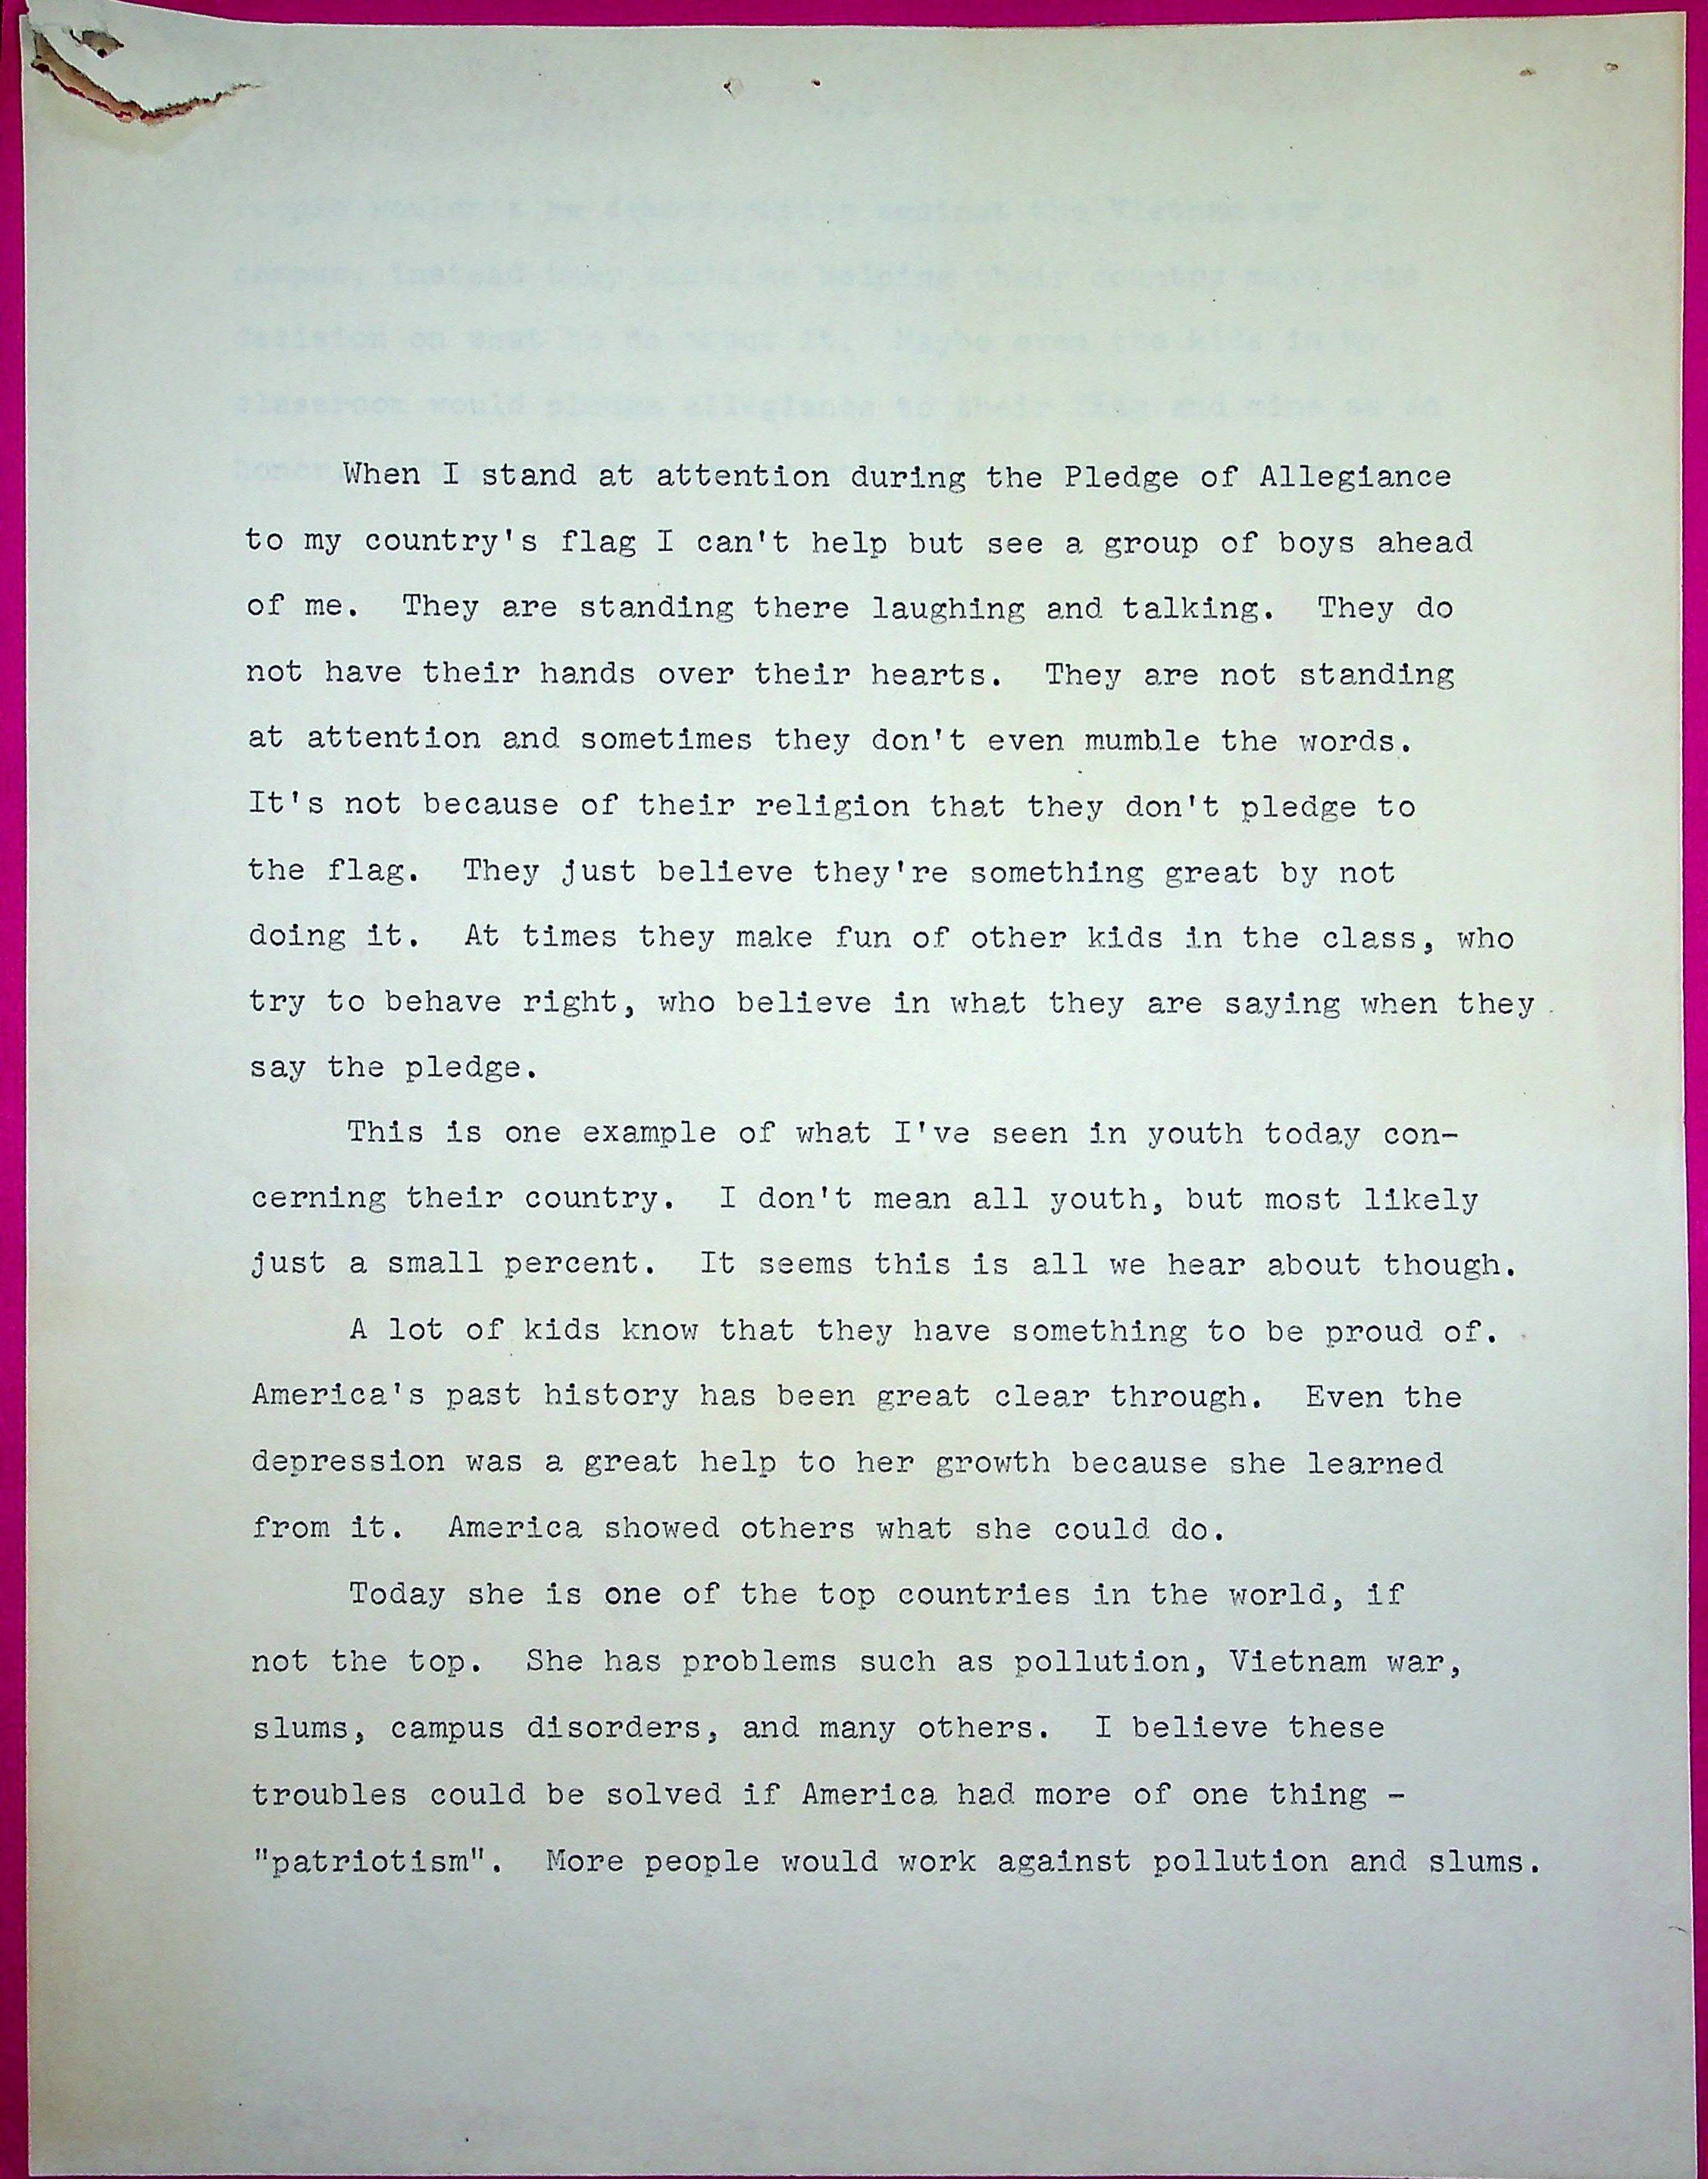 When I stand at attention during the Pledge of Allegiance
to my country's flag I can't help but see a group of boys ahead
of me. They are standing there laughing and talking. They do
not have their hands over their hearts. They are not standing
at attention and sometimes they don't even mumble the words.
It's not because of their religion that they don't pledge to
the flag. They just believe they're something great by not
doing it. At times they make fun of other kids in the class, who
try to behave right, who believe in what they are saying when they
say the pledge.
This is one example of what I've seen in youth today con-
cerning their country. I don't mean all youth, but most likely
just a small percent. It seems this is all we hear about though.
A lot of kids know that they have something to be proud of.
America's past history has been great clear through. Even the
depression was a great help to her growth because she learned
from it. America showed others what she could do.
Today she is one of the top countries in the world, if
not the top. She has problems such as pollution, Vietnam war,
slums, campus disorders, and many others. I believe these
troubles could be solved if America had more of one thing -
"patriotism". More people would work against pollution and slums.